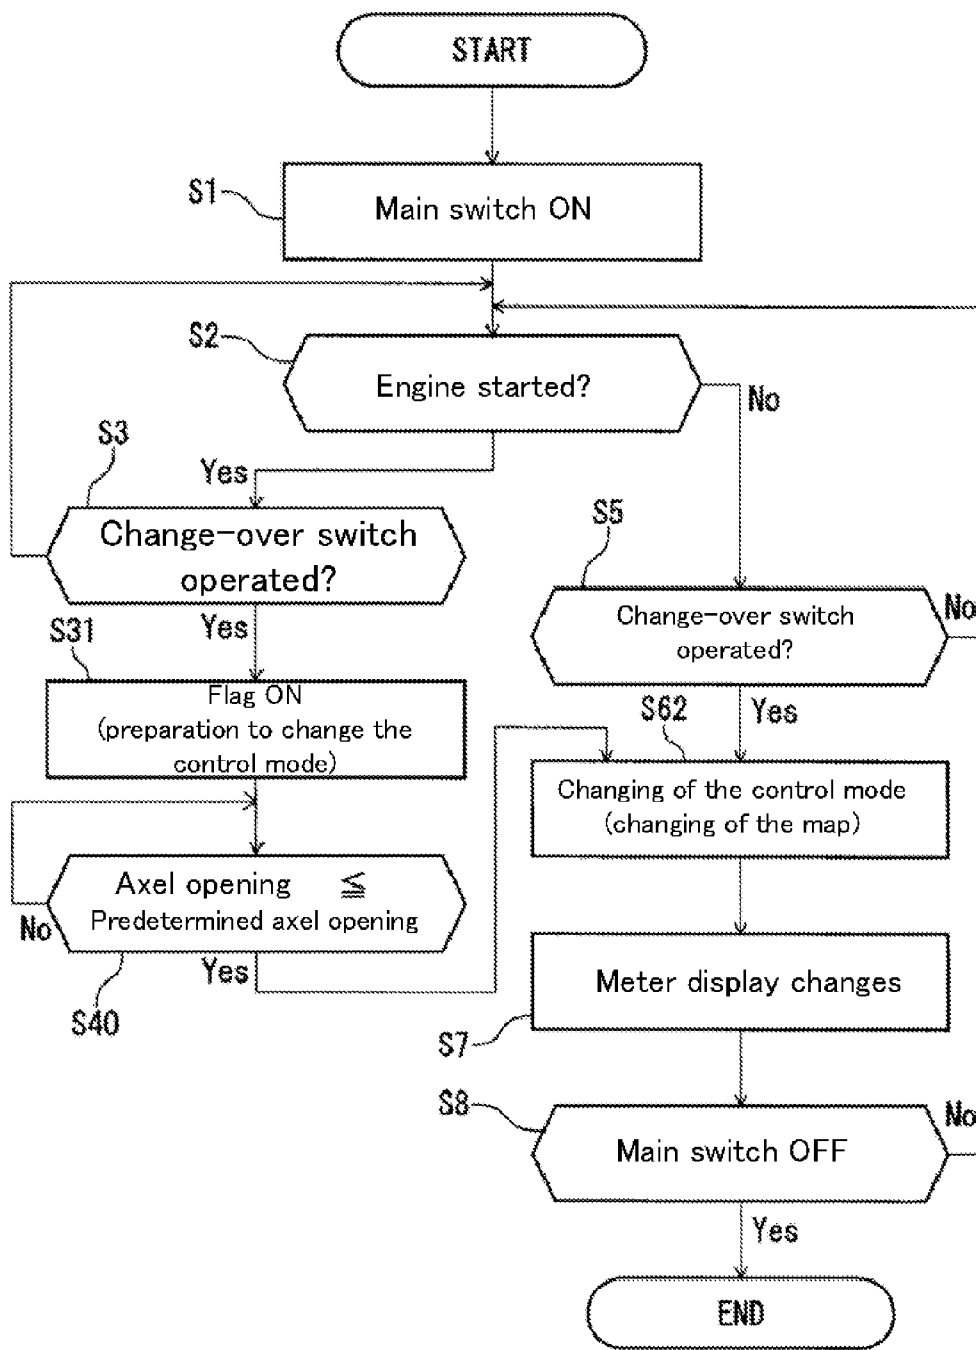 START
S1
Main switch ON
S2
Engine started?
No
S3
Yes
Change-over switch
operated?
S5
Change-over switch
operated?
No
S31
Yes
Flag ON
(preparation to change the
control mode)
S62
Yes
Changing of the control mode
(changing of the map)
Axel opening ≦
Predetermined axel opening
No
Yes
S40
Meter display changes
S7
S8
No
Main switch OFF
Yes
END